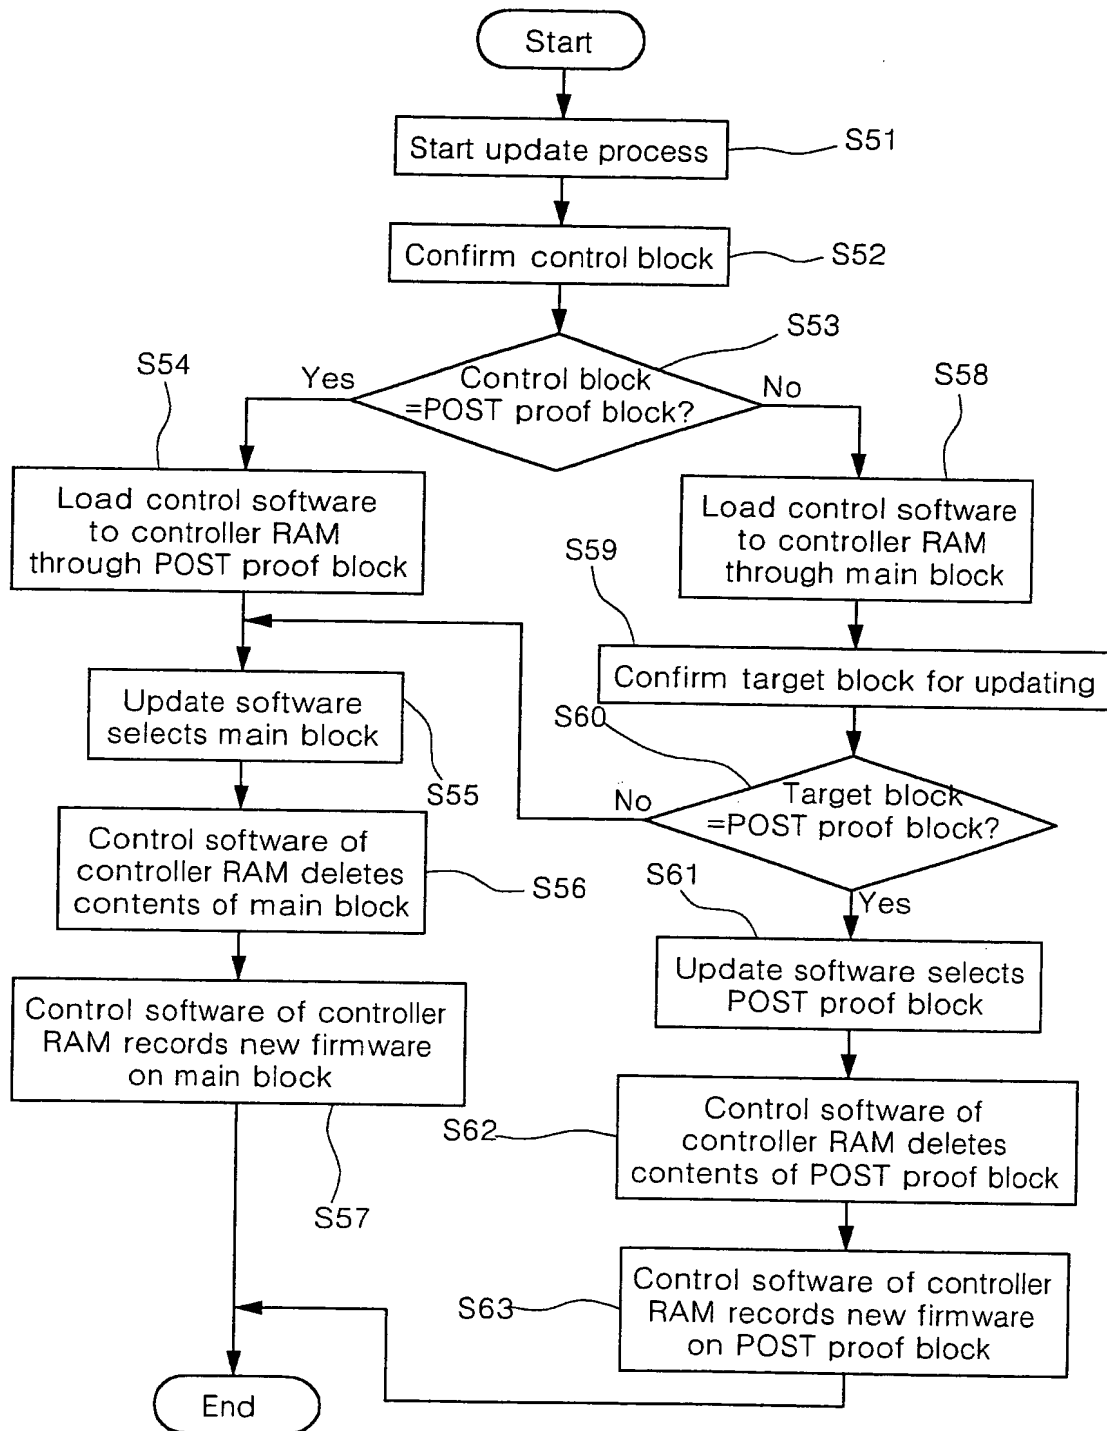 Start
Start update process
S51
Confirm control block
S52
S53
Control block
=POST proof block?
Yes
No
S54
Load control software
to controller RAM
through POST proof block
S58
Load control software
to controller RAM
through main block
S59
Confirm target block for updating
Update software
selects main block
S55
S60
Target block
=POST proof block?
No
Yes
Control software of
controller RAM deletes
contents of main block
S56
S61
Update software selects
POST proof block
Control software of controller
RAM records new firmware
on main block
S57
S62
Control software of
controller RAM deletes
contents of POST proof block
S63
Control software of controller
RAM records new firmware
on POST proof block
End